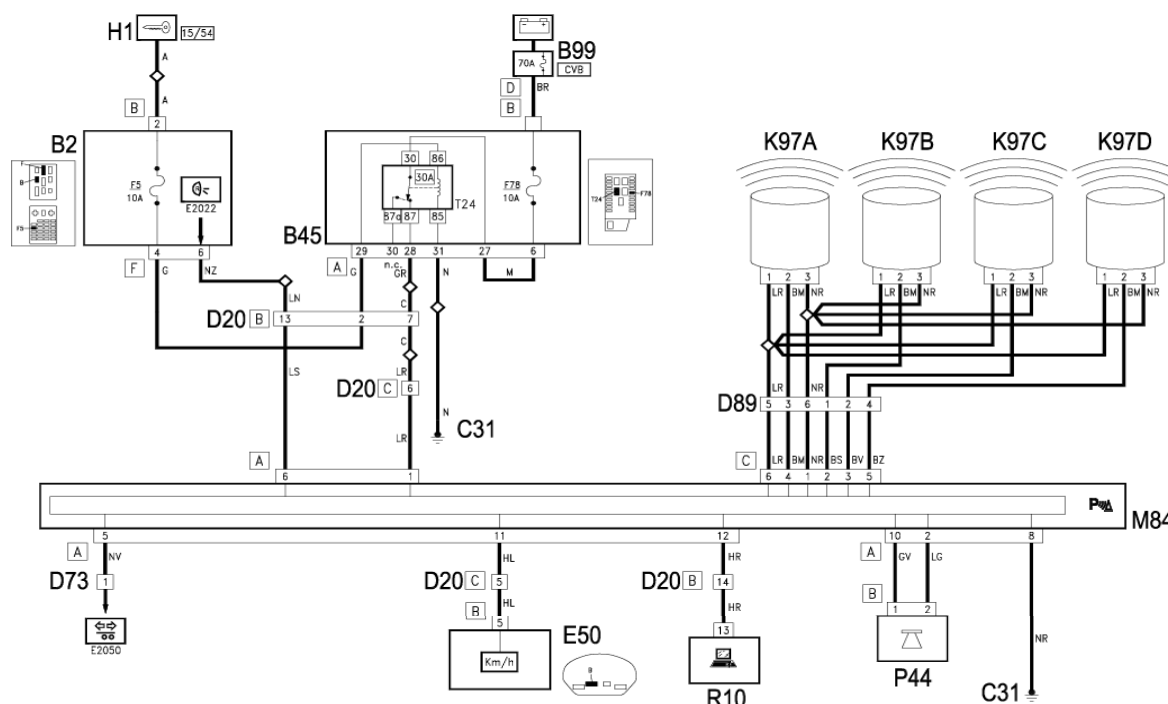 H1 15/54
B99
70A
CVB
A
D BR
A
B
B
2
K97A K97B K97C K97D
B2
30 86
F
B
F5
10A
30A
F78
10A
T24
E2022
87a 87 85
T24 F78
F5
B45
4 6
29 30 28 31 27 6
1 2 3 1 2 3 1 2 3 1 2 3
F G NZ
A G n.c. GR N M
LR BM NR LR BM NR LR BM NR LR BM NR
LN C
D20 B 13 2 7
C
LS LR
LR NR
D20 C 6
D89 5 3 6 1 2 4
N C31
LR
A
C LR BM NR BS BV BZ
6 1
6 4 1 2 3 5
P
M84
5 11 12 10 2 8
A NV HL HR A GV LG
D73 1 D20 C 5 D20 B 14
B HL HR B
5 1 2
E2050
E50 13
NR
Km/h
B
P44
R10 C31